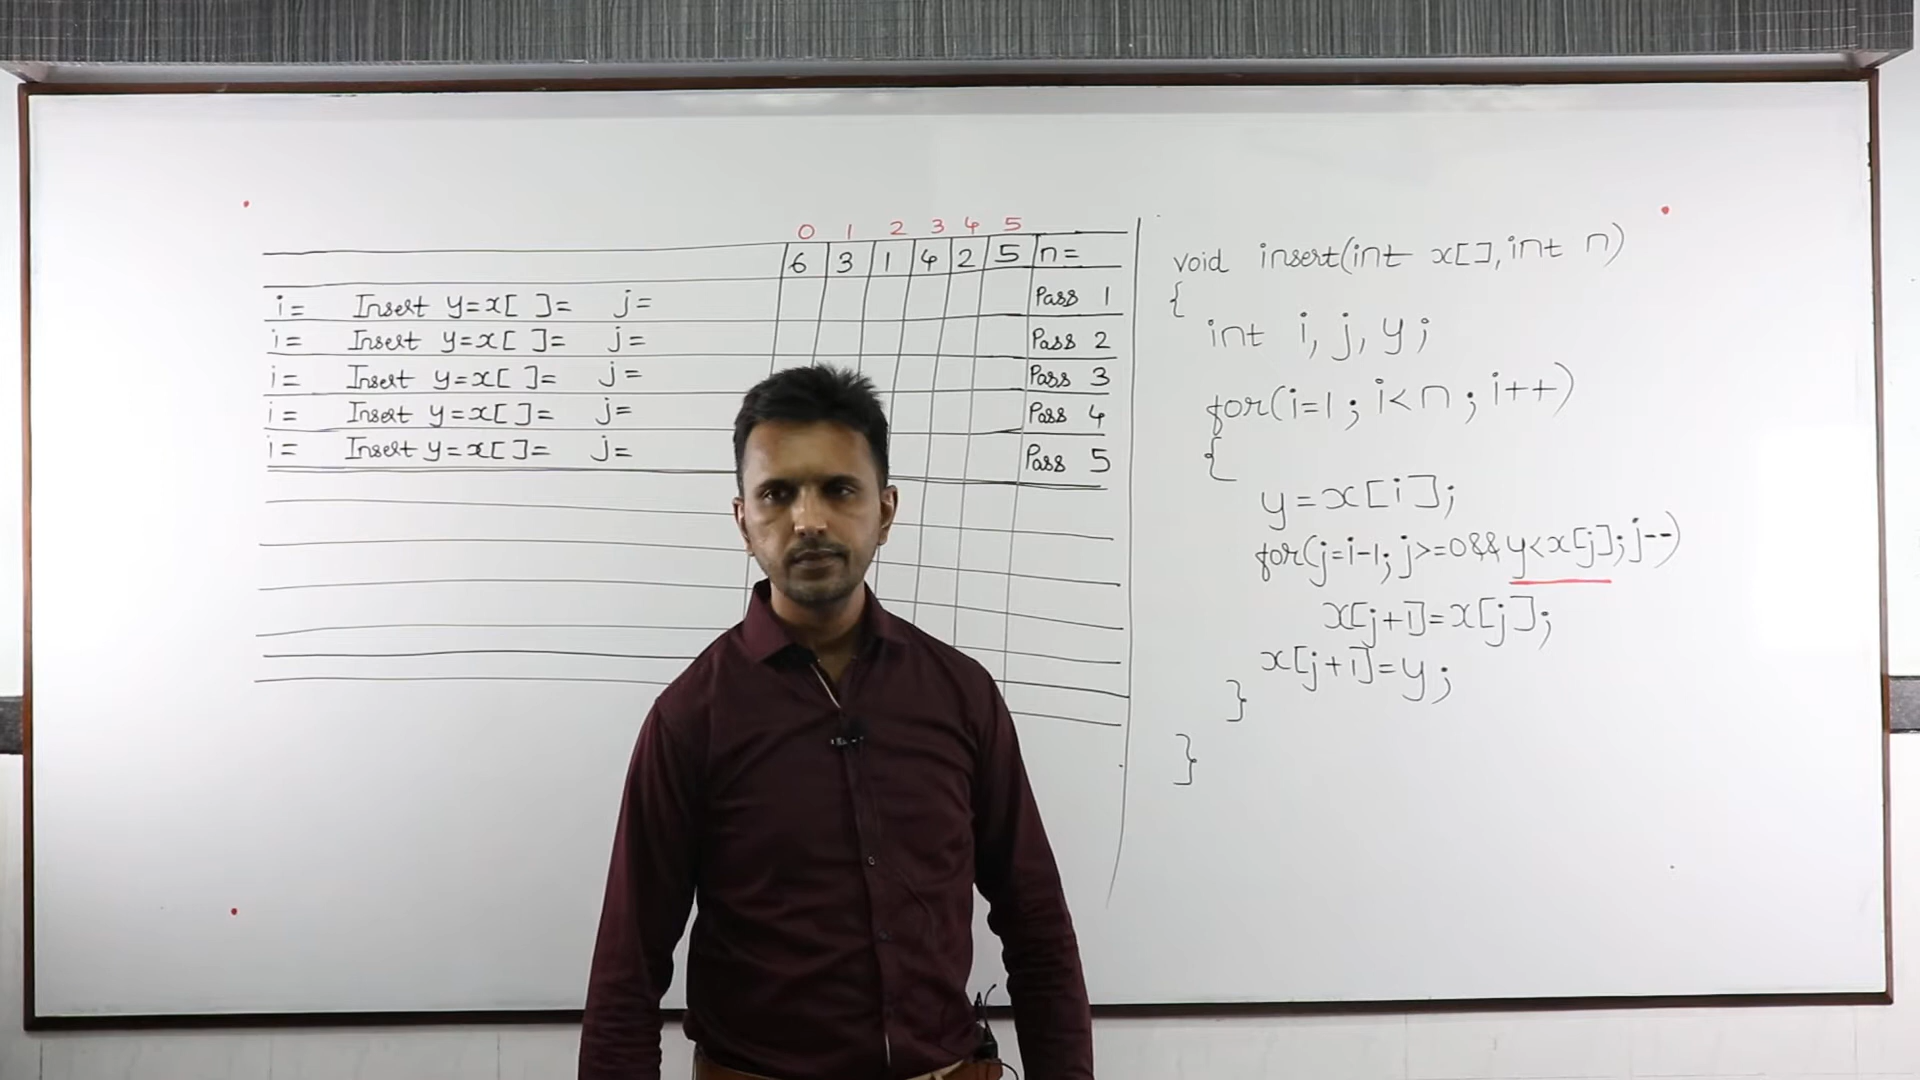 0 1 2 3 4 5
6 3 1 4 2 5 n=
i= Insert y=x[ ]= j= Pass 1
i= Insert y=x[ ]= j= Pass 2
i= Insert y=x[ ]= j= Pass 3
i= Insert y=x[ ]= j= Pass 4
i= Insert y=x[ ]= j= Pass 5
void insert(int x[], int n)
{
int i, j, y;
for(i=1; i<n; i++)
{
y=x[i];
for(j=i-1; j>=0&&y<x[j]; j--)
x[j+1]=x[j];
x[j+1]=y;
}
}